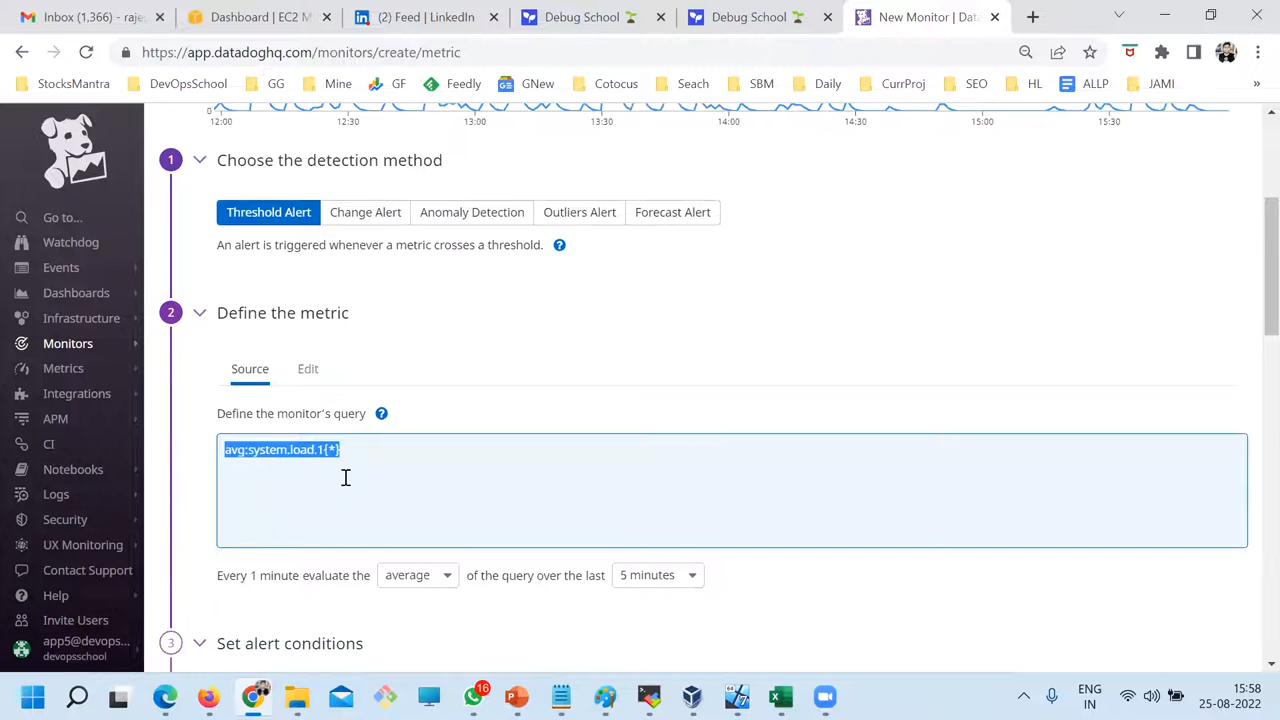 Inbox (1,366) - rajes
Dashboard | EC2 M
(2) Feed | LinkedIn
Debug School
Debug School
New Monitor | Dat
https://app.datadoghq.com/monitors/create/metric
StocksMantra
DevOpsSchool
GG
Mine
GF
Feedly
GNew
Cotocus
Seach
SBM
Daily
CurrProj
SEO
HL
ALLP
JAMI
»
0
12:00
12:30
13:00
13:30
14:00
14:30
15:00
15:30
1
Choose the detection method
Threshold Alert
Change Alert
Anomaly Detection
Outliers Alert
Forecast Alert
An alert is triggered whenever a metric crosses a threshold. ?
Go to...
Watchdog
Events
Dashboards
Infrastructure
Monitors
Metrics
Integrations
APM
CI
Notebooks
Logs
Security
UX Monitoring
Contact Support
Help
Invite Users
app5@devops...
devopsschool
2
Define the metric
Source
Edit
Define the monitor's query ?
avg:system.load.1{*}
Every 1 minute evaluate the average of the query over the last 5 minutes
3
Set alert conditions
16
ENG
IN
15:58
25-08-2022